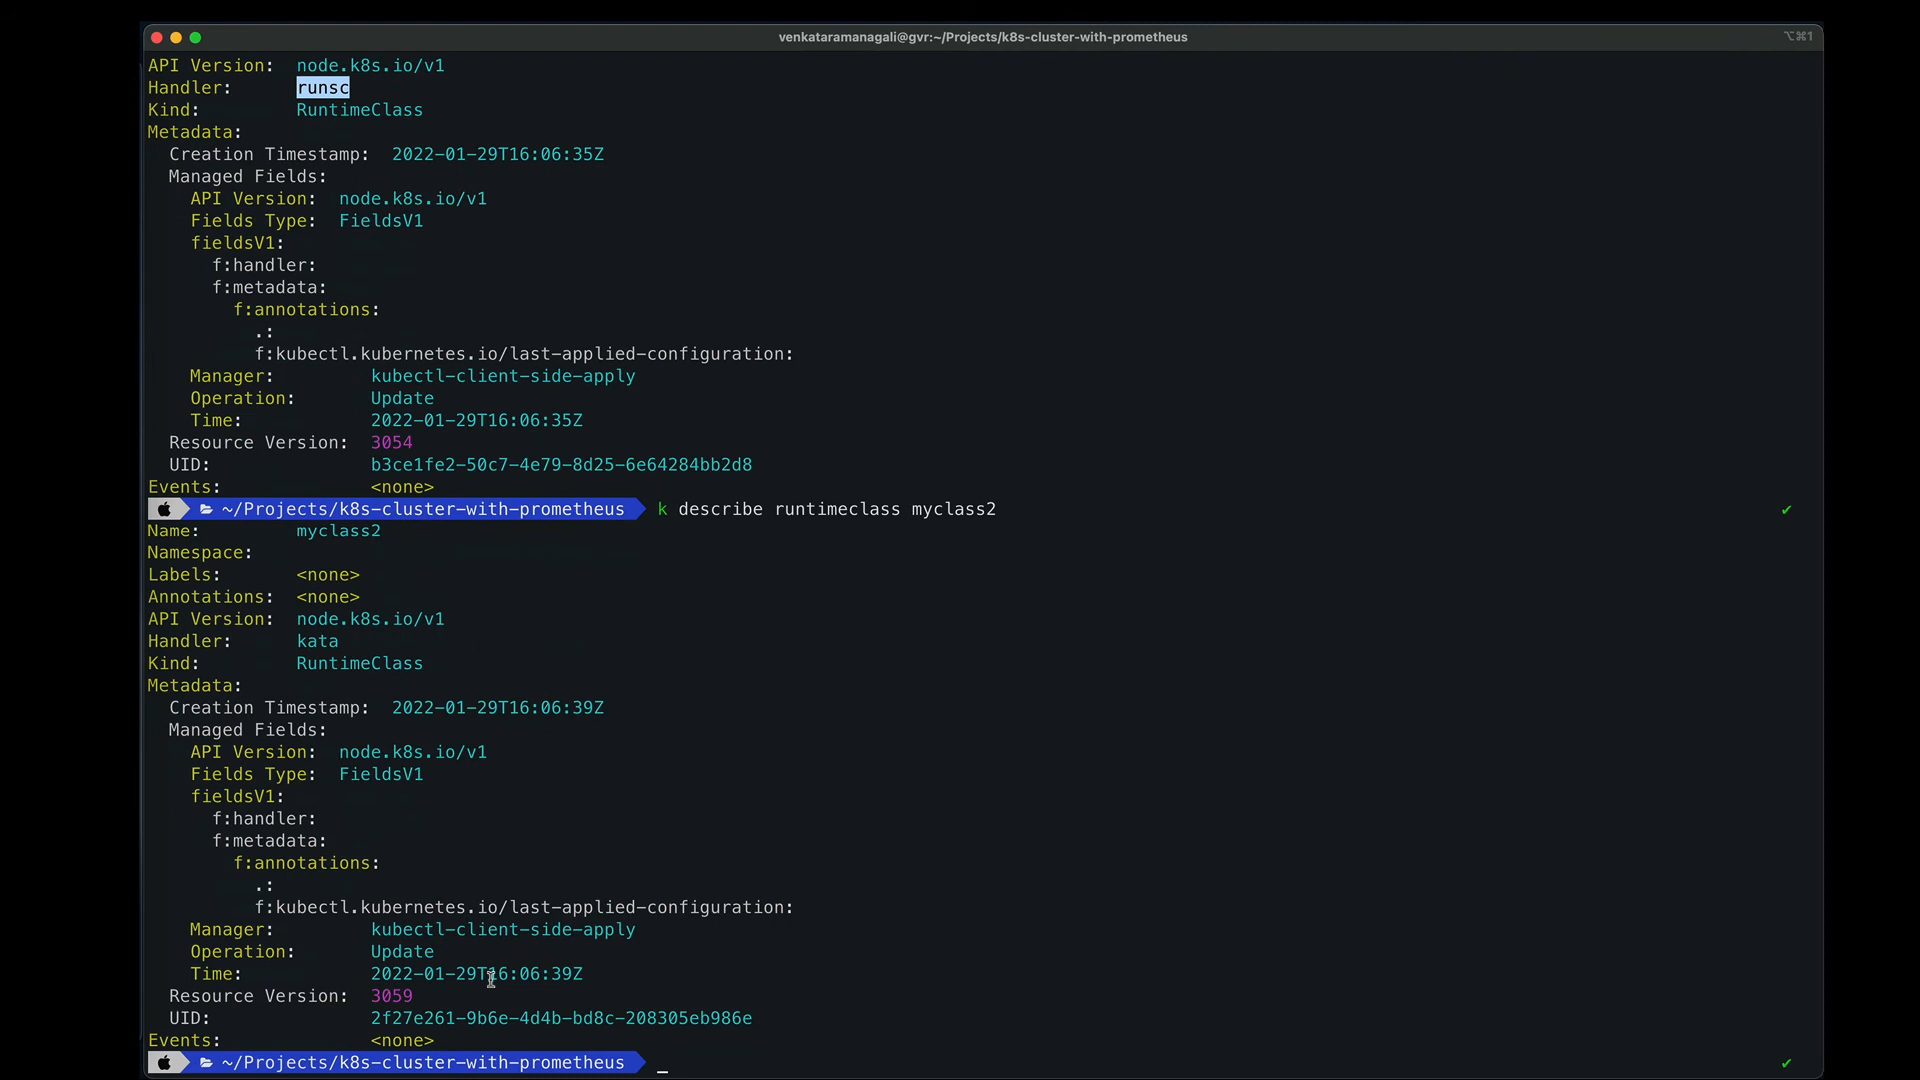 venkataramanagali@gvr:~/Projects/k8s-cluster-with-prometheus
⌥⌘1
API Version:  node.k8s.io/v1
Handler:      runsc
Kind:         RuntimeClass
Metadata:
  Creation Timestamp:  2022-01-29T16:06:35Z
  Managed Fields:
    API Version:  node.k8s.io/v1
    Fields Type:  FieldsV1
    fieldsV1:
      f:handler:
      f:metadata:
        f:annotations:
          .:
          f:kubectl.kubernetes.io/last-applied-configuration:
    Manager:         kubectl-client-side-apply
    Operation:       Update
    Time:            2022-01-29T16:06:35Z
  Resource Version:  3054
  UID:               b3ce1fe2-50c7-4e79-8d25-6e64284bb2d8
Events:              <none>
~/Projects/k8s-cluster-with-prometheus  k describe runtimeclass myclass2 ✔
Name:         myclass2
Namespace:
Labels:       <none>
Annotations:  <none>
API Version:  node.k8s.io/v1
Handler:      kata
Kind:         RuntimeClass
Metadata:
  Creation Timestamp:  2022-01-29T16:06:39Z
  Managed Fields:
    API Version:  node.k8s.io/v1
    Fields Type:  FieldsV1
    fieldsV1:
      f:handler:
      f:metadata:
        f:annotations:
          .:
          f:kubectl.kubernetes.io/last-applied-configuration:
    Manager:         kubectl-client-side-apply
    Operation:       Update
    Time:            2022-01-29T16:06:39Z
  Resource Version:  3059
  UID:               2f27e261-9b6e-4d4b-bd8c-208305eb986e
Events:              <none>
~/Projects/k8s-cluster-with-prometheus  _ ✔